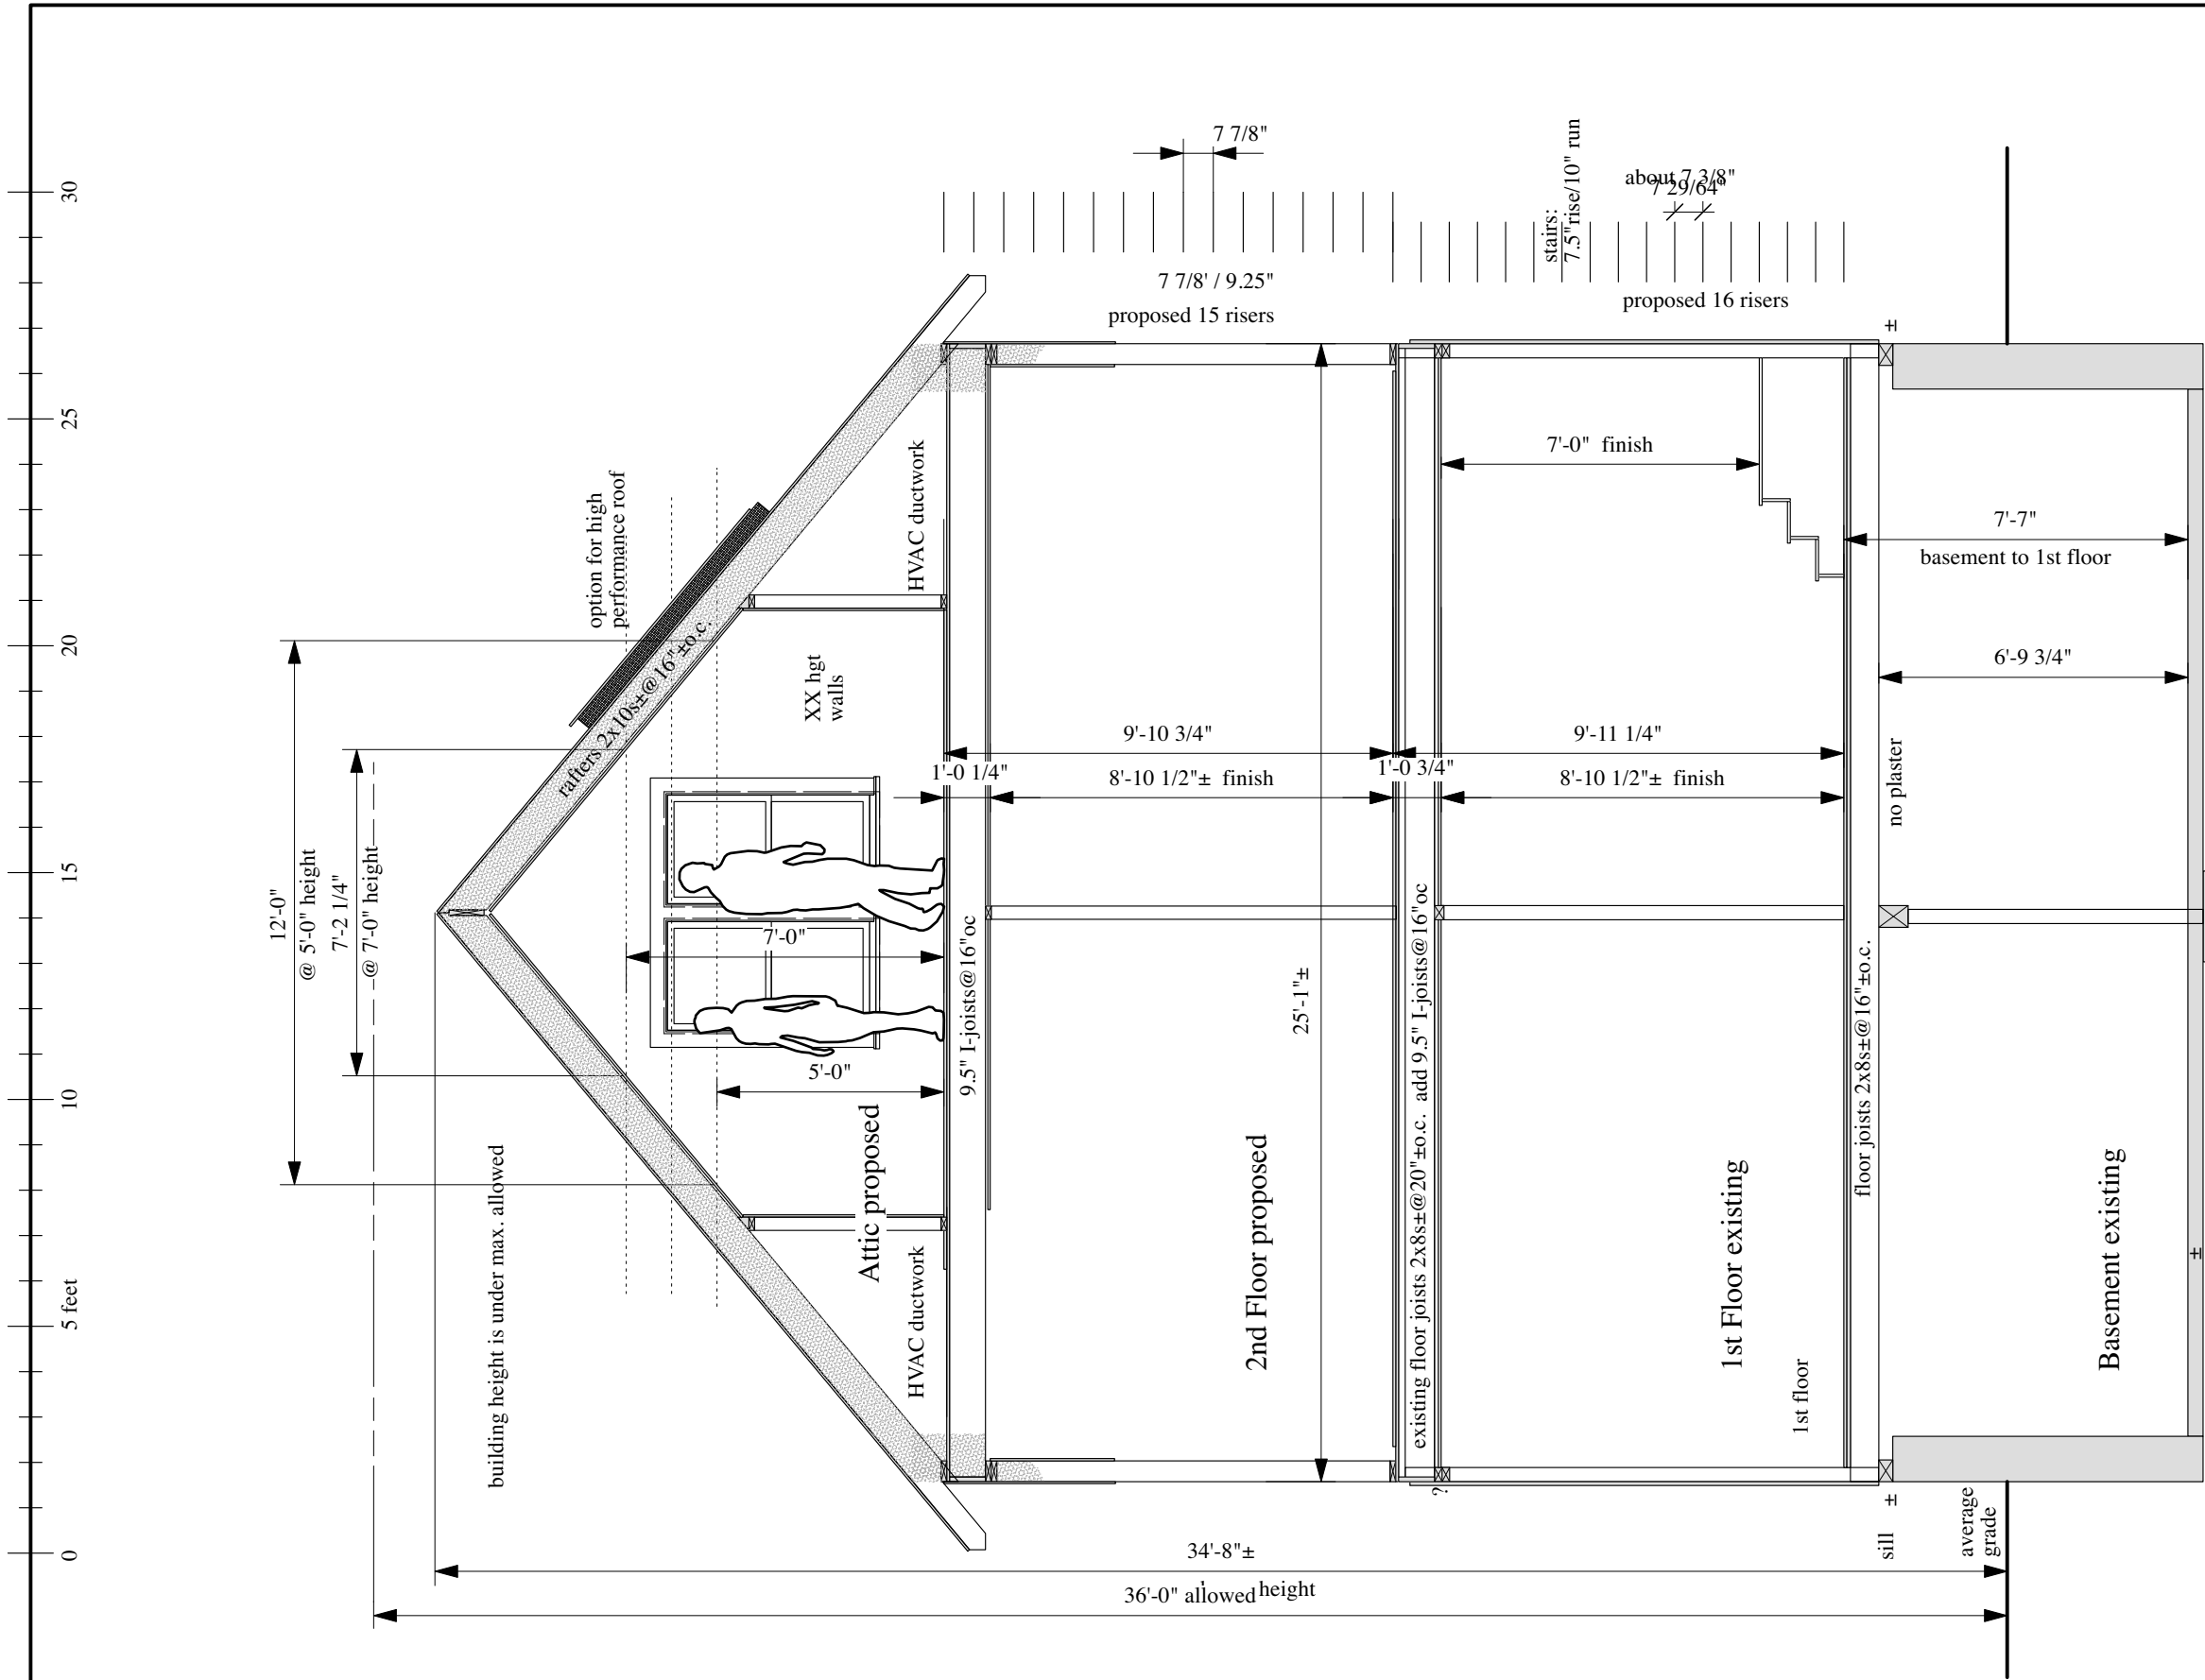 30
25
20
15
10
5 feet
0
7 7/8"
7 7/8' / 9.25"
proposed 15 risers
stairs:
7.5"rise/10" run
about 7 3/8"
7 29/64"
proposed 16 risers
±
option for high
performance roof
HVAC ductwork
7'-0"  finish
7'-7"
basement to 1st floor
rafters 2x10s±@16"±o.c.
XX hgt
walls
6'-9 3/4"
9'-10 3/4"
9'-11 1/4"
1'-0 1/4"
8'-10 1/2"±  finish
1'-0 3/4"
8'-10 1/2"±  finish
no plaster
12'-0"
@ 5'-0" height
7'-2 1/4"
@ 7'-0" height
7'-0"
5'-0"
9.5" I-joists@16"oc
25'-1"±
existing floor joists 2x8s±@20"±o.c.  add 9.5" I-joists@16"oc
floor joists 2x8s±@16"±o.c.
building height is under max. allowed
Attic proposed
HVAC ductwork
2nd Floor proposed
1st Floor existing
1st floor
Basement existing
±
?
±
sill
average
grade
34'-8"±
36'-0" allowed height